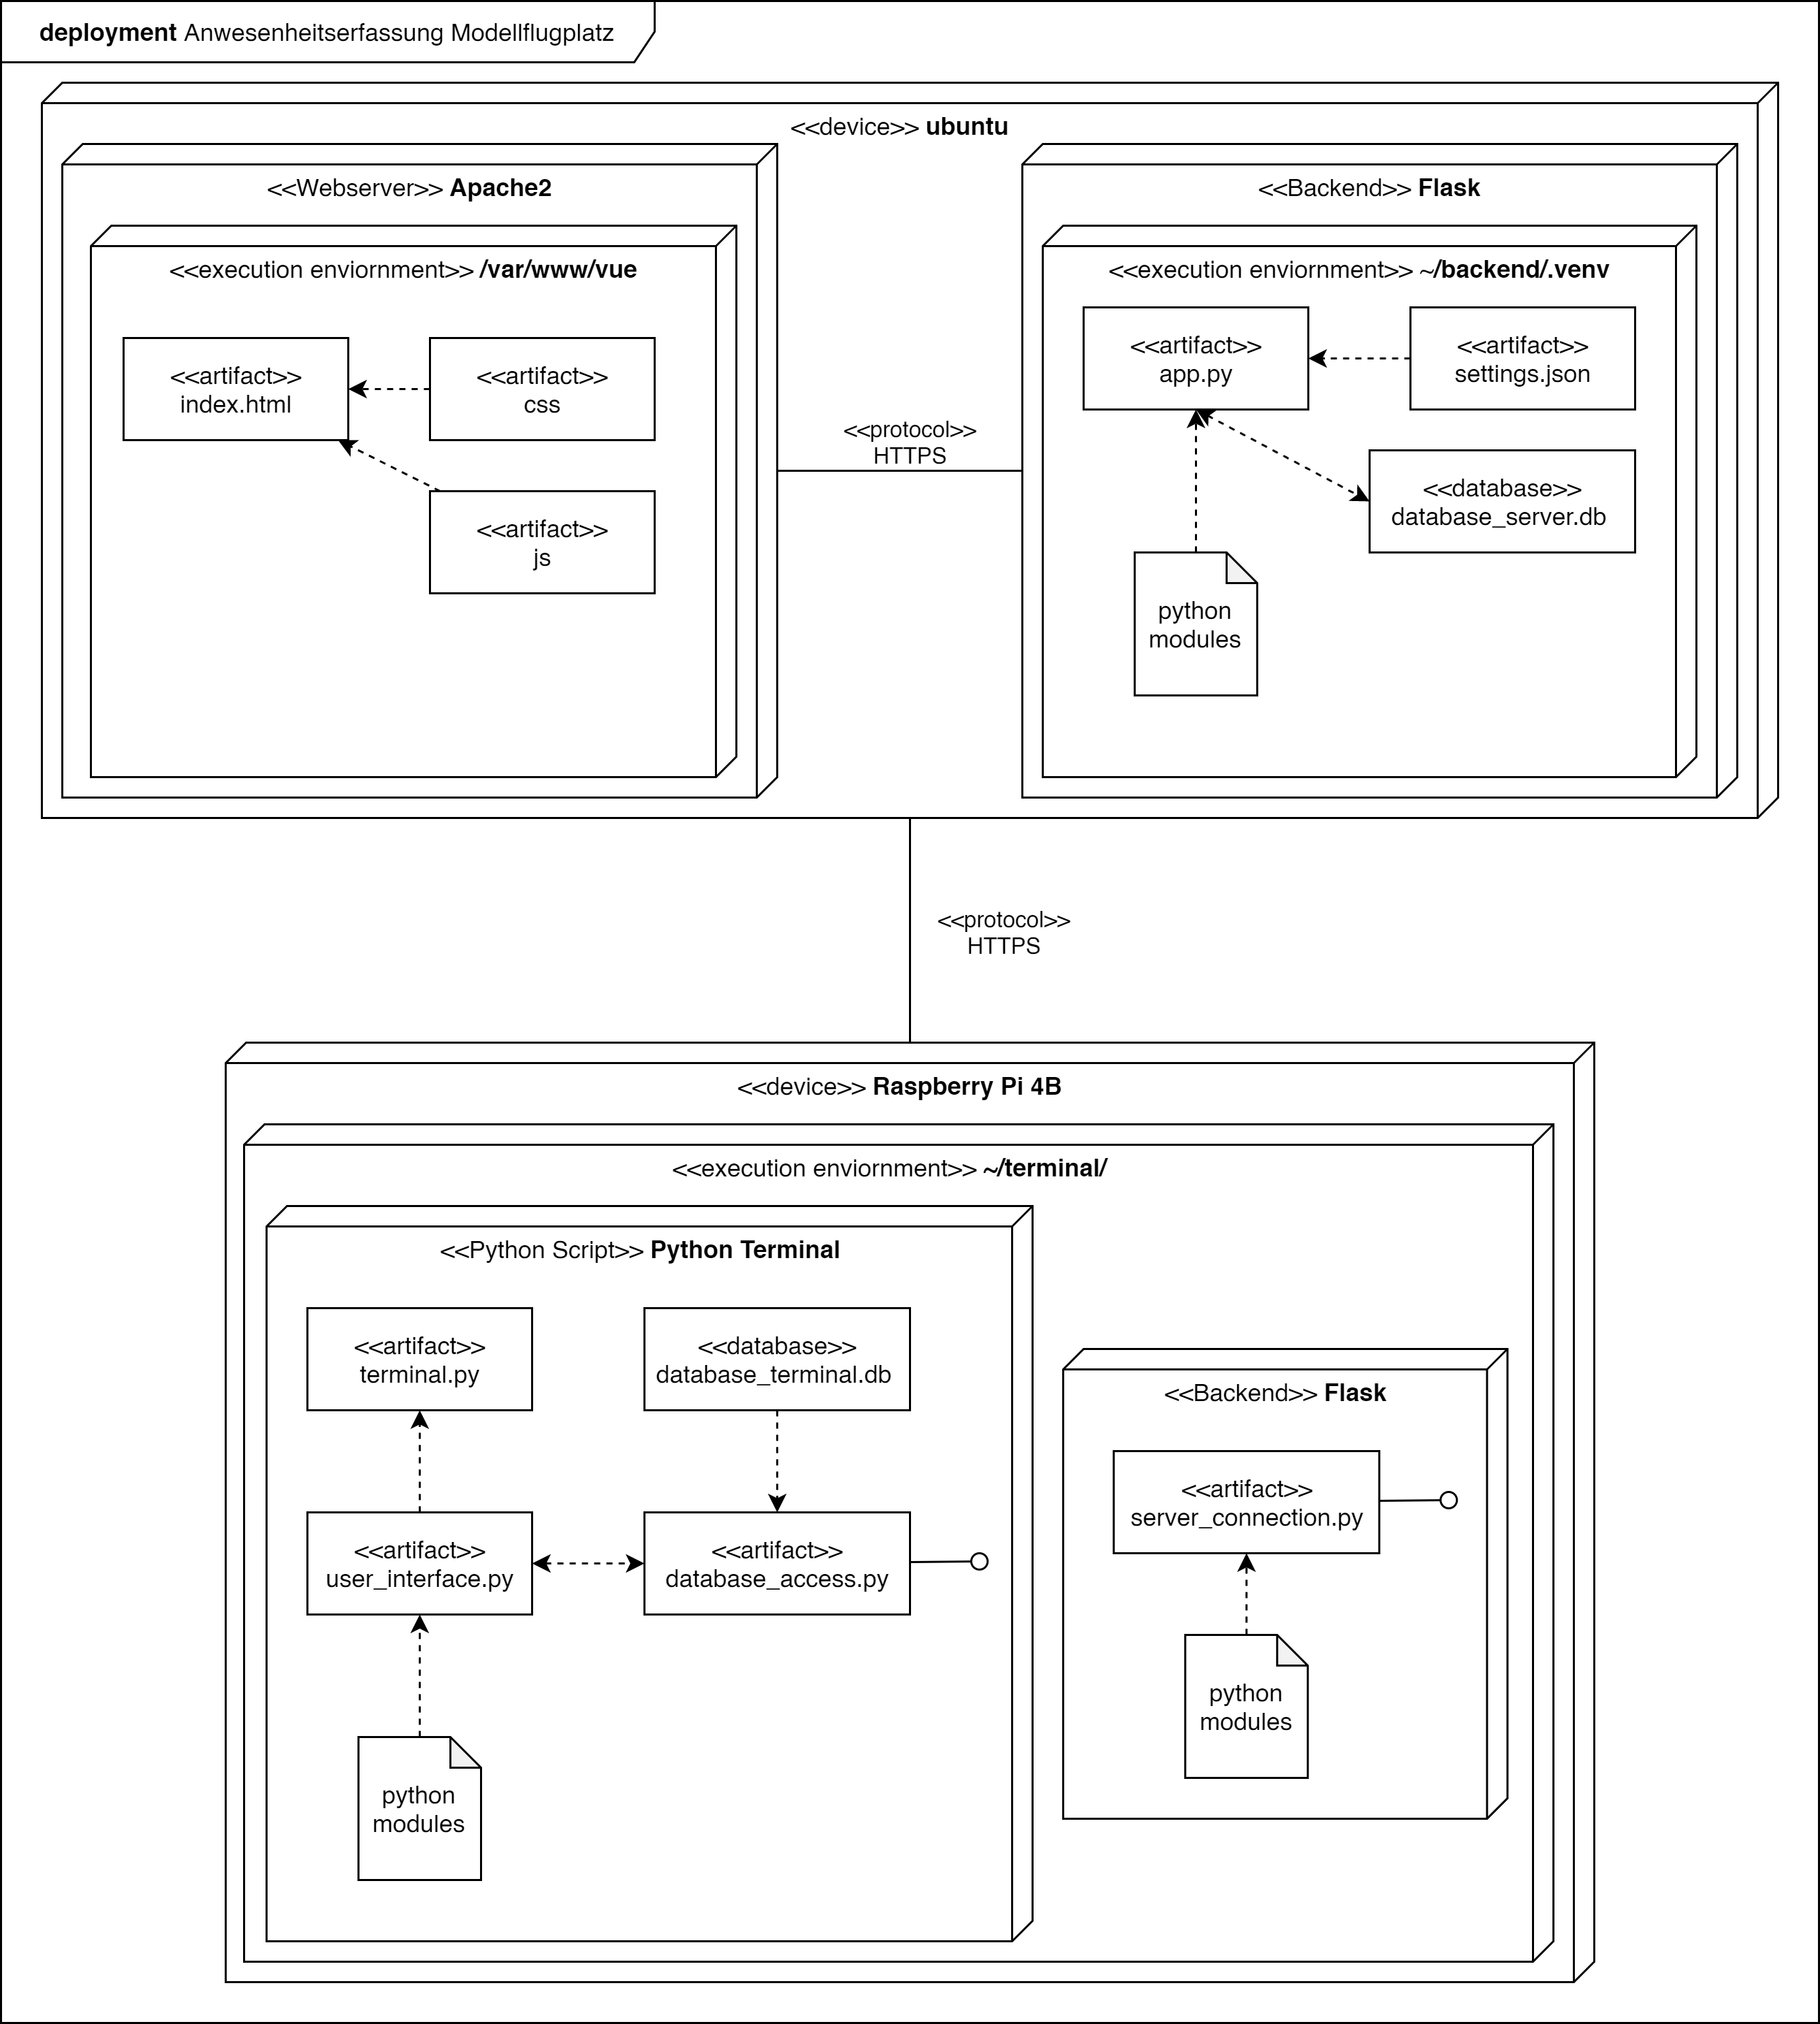 deployment Anwesenheitserfassung Modellflugplatz
<<device>> ubuntu
<<Webserver>> Apache2
<<execution enviornment>> /var/www/vue
<<artifact>>
index.html
<<artifact>>
css
<<artifact>>
js
<<protocol>>
HTTPS
<<Backend>> Flask
<<execution enviornment>> ~/backend/.venv
<<artifact>>
app.py
<<artifact>>
settings.json
<<database>>
database_server.db
python
modules
<<protocol>>
HTTPS
<<device>> Raspberry Pi 4B
<<execution enviornment>> ~/terminal/
<<Python Script>> Python Terminal
<<artifact>>
terminal.py
<<database>>
database_terminal.db
<<artifact>>
user_interface.py
<<artifact>>
database_access.py
python
modules
<<Backend>> Flask
<<artifact>>
server_connection.py
python
modules